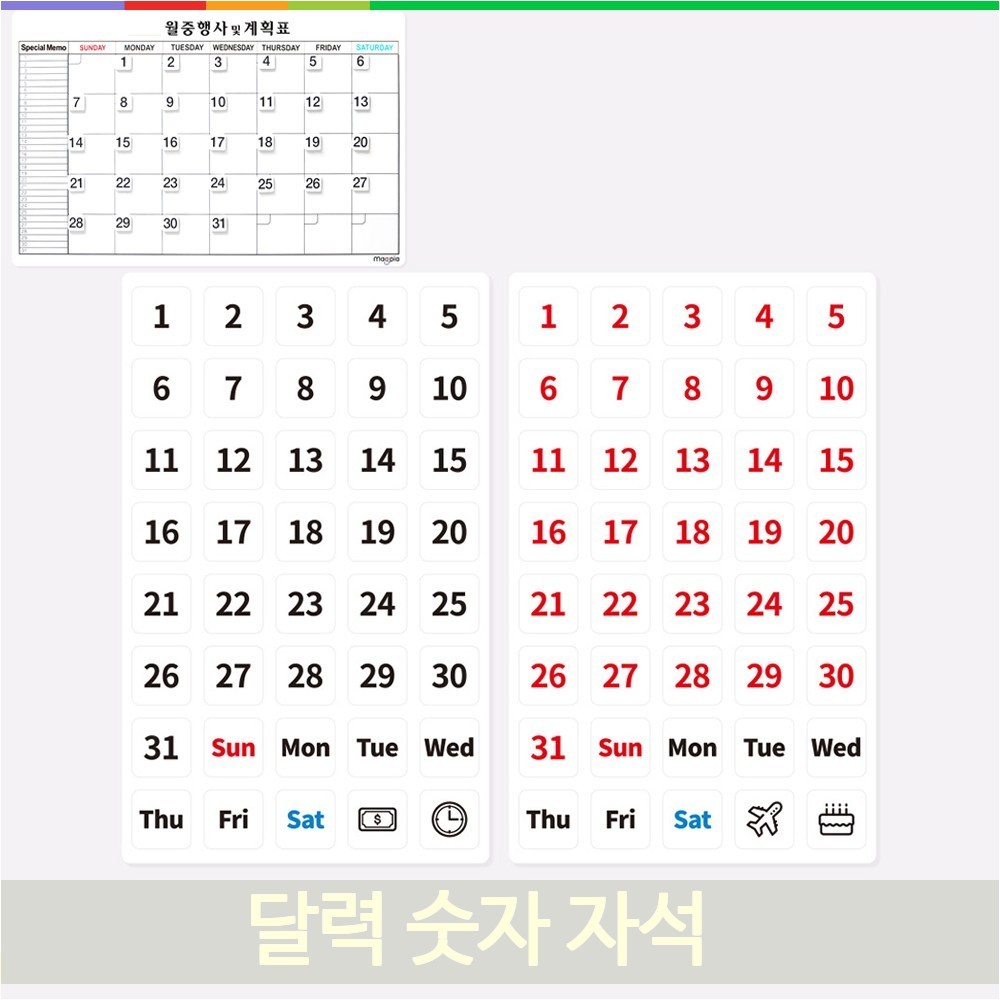 월중행사 및 계획표
Special Memo SUNDAY MONDAY TUESDAY WEDNESDAY THURSDAY FRIDAY SATURDAY
1 2 3 4 5 6
7 8 9 10 11 12 13
14 15 16 17 18 19 20
21 22 23 24 25 26 27
28 29 30 31
magpie
1 2 3 4 5
6 7 8 9 10
11 12 13 14 15
16 17 18 19 20
21 22 23 24 25
26 27 28 29 30
31 Sun Mon Tue Wed
Thu Fri Sat $
1 2 3 4 5
6 7 8 9 10
11 12 13 14 15
16 17 18 19 20
21 22 23 24 25
26 27 28 29 30
31 Sun Mon Tue Wed
Thu Fri Sat
달력 숫자 자석